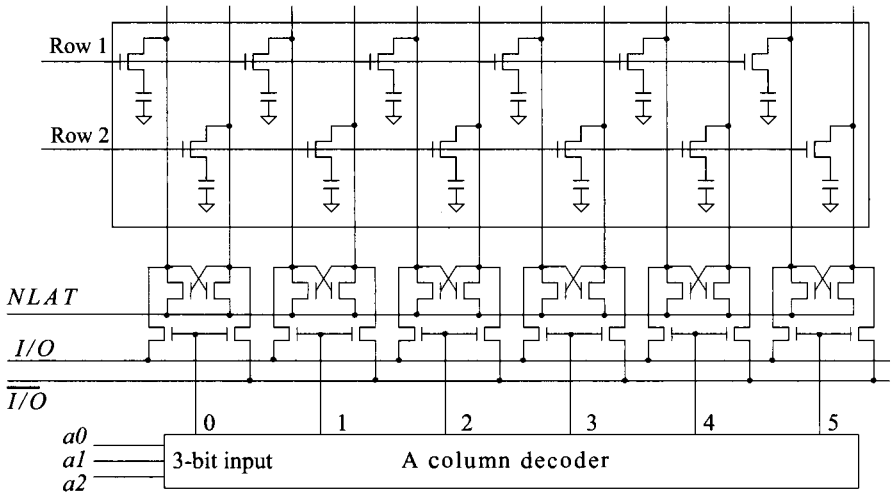 Row 1
Row 2
NLAT
I/O
I/O
0 1 2 3 4 5
a0
a1
a2
3-bit input
A column decoder